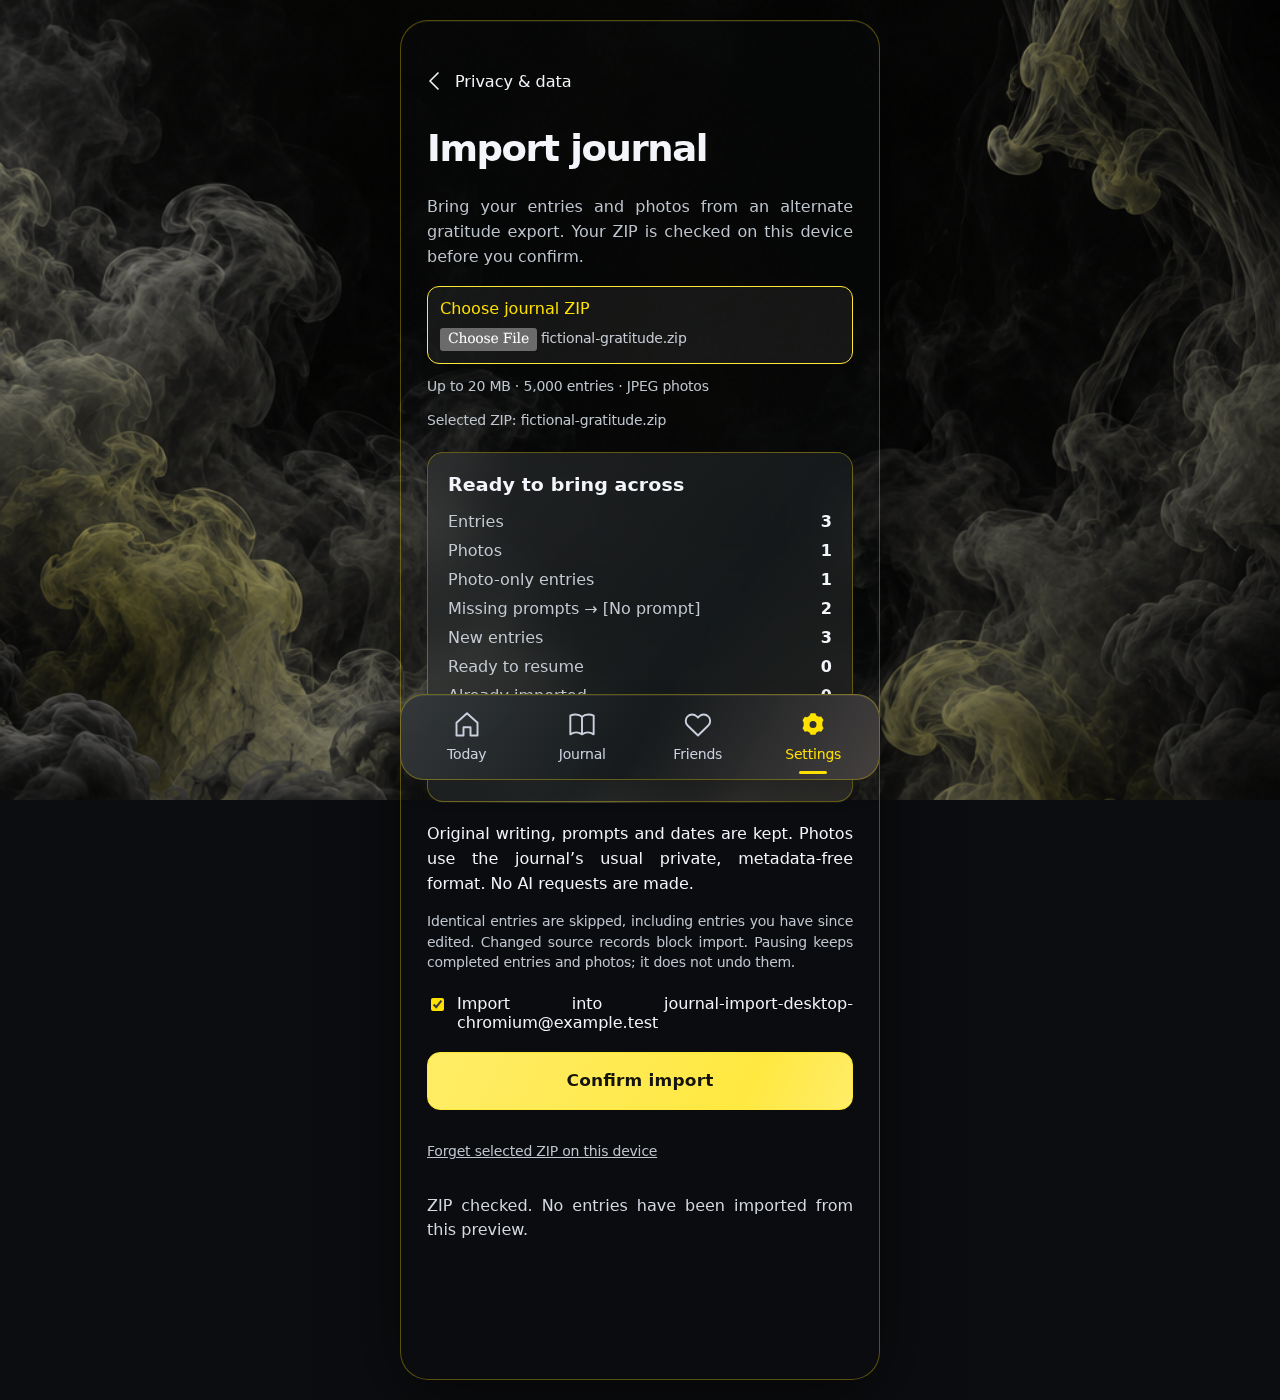 Privacy & data
Import journal
Bring your entries and photos from an alternate
gratitude export. Your ZIP is checked on this device
before you confirm.
Choose journal ZIP
Choose File fictional-gratitude.zip
Up to 20 MB · 5,000 entries · JPEG photos
Selected ZIP: fictional-gratitude.zip
Ready to bring across
Entries 3
Photos 1
Photo-only entries 1
Missing prompts → [No prompt] 2
New entries 3
Ready to resume 0
Already imported 0
Today Journal Friends Settings
Original writing, prompts and dates are kept. Photos
use the journal’s usual private, metadata-free
format. No AI requests are made.
Identical entries are skipped, including entries you have since
edited. Changed source records block import. Pausing keeps
completed entries and photos; it does not undo them.
Import into journal-import-desktop-
chromium@example.test
Confirm import
Forget selected ZIP on this device
ZIP checked. No entries have been imported from
this preview.